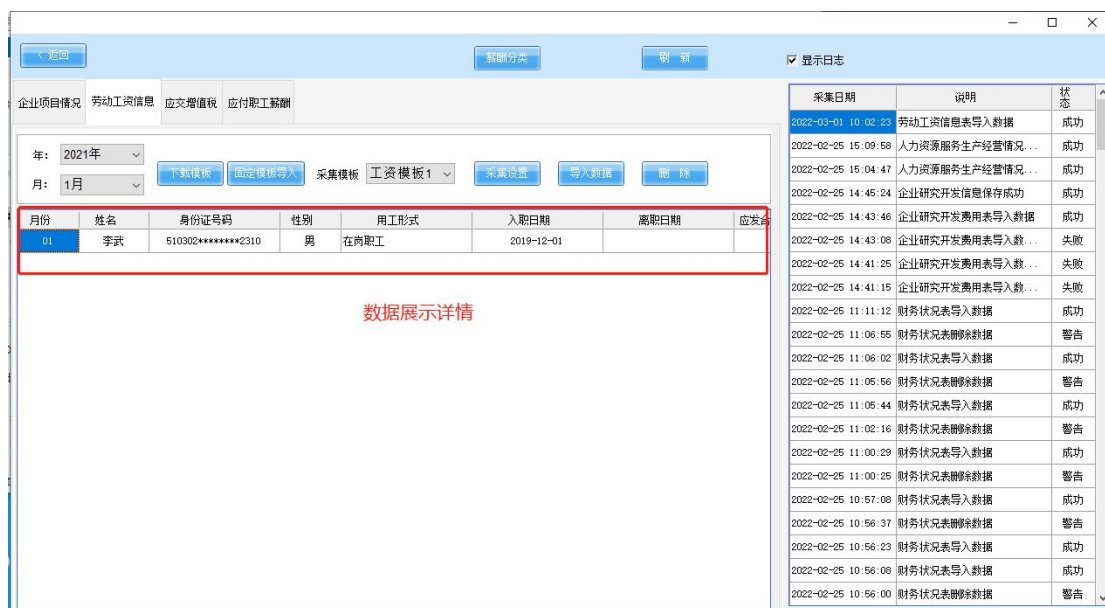 < 返回
薪酬分类
刷 新
显示日志
企业项目情况 劳动工资信息 应交增值税 应付职工薪酬
年: 2021年
月: 1月
下载模板 固定模板导入 采集模板 工资模板1 采集设置 导入数据 删 除
月份 姓名 身份证号码 性别 用工形式 入职日期 离职日期 应发合
01 李武 510302********2310 男 在岗职工 2019-12-01
数据展示详情
采集日期 说明 状态
2022-03-01 10:02:23 劳动工资信息表导入数据 成功
2022-02-25 15:09:58 人力资源服务生产经营情况... 成功
2022-02-25 15:04:47 人力资源服务生产经营情况... 成功
2022-02-25 14:45:24 企业研究开发信息保存成功 成功
2022-02-25 14:43:46 企业研究开发费用表导入数据 成功
2022-02-25 14:43:08 企业研究开发费用表导入数... 失败
2022-02-25 14:41:25 企业研究开发费用表导入数... 失败
2022-02-25 14:41:15 企业研究开发费用表导入数... 失败
2022-02-25 11:11:12 财务状况表导入数据 成功
2022-02-25 11:06:55 财务状况表删除数据 警告
2022-02-25 11:06:02 财务状况表导入数据 成功
2022-02-25 11:05:56 财务状况表删除数据 警告
2022-02-25 11:05:44 财务状况表导入数据 成功
2022-02-25 11:02:16 财务状况表删除数据 警告
2022-02-25 11:00:29 财务状况表导入数据 成功
2022-02-25 11:00:25 财务状况表删除数据 警告
2022-02-25 10:57:08 财务状况表导入数据 成功
2022-02-25 10:56:37 财务状况表删除数据 警告
2022-02-25 10:56:23 财务状况表导入数据 成功
2022-02-25 10:56:08 财务状况表导入数据 成功
2022-02-25 10:56:00 财务状况表删除数据 警告